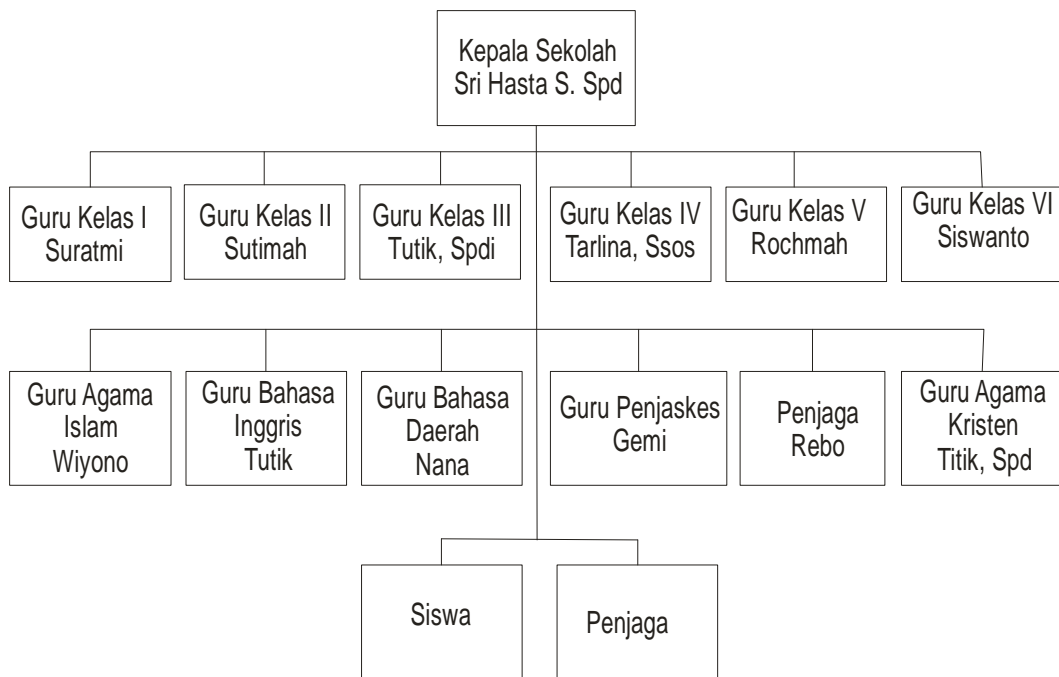 Kepala Sekolah
Sri Hasta S. Spd
Guru Kelas I
Suratmi
Guru Kelas II
Sutimah
Guru Kelas III
Tutik, Spdi
Guru Kelas IV
Tarlina, Ssos
Guru Kelas V
Rochmah
Guru Kelas VI
Siswanto
Guru Agama
Islam
Wiyono
Guru Bahasa
Inggris
Tutik
Guru Bahasa
Daerah
Nana
Guru Penjaskes
Gemi
Penjaga
Rebo
Guru Agama
Kristen
Titik, Spd
Siswa
Penjaga